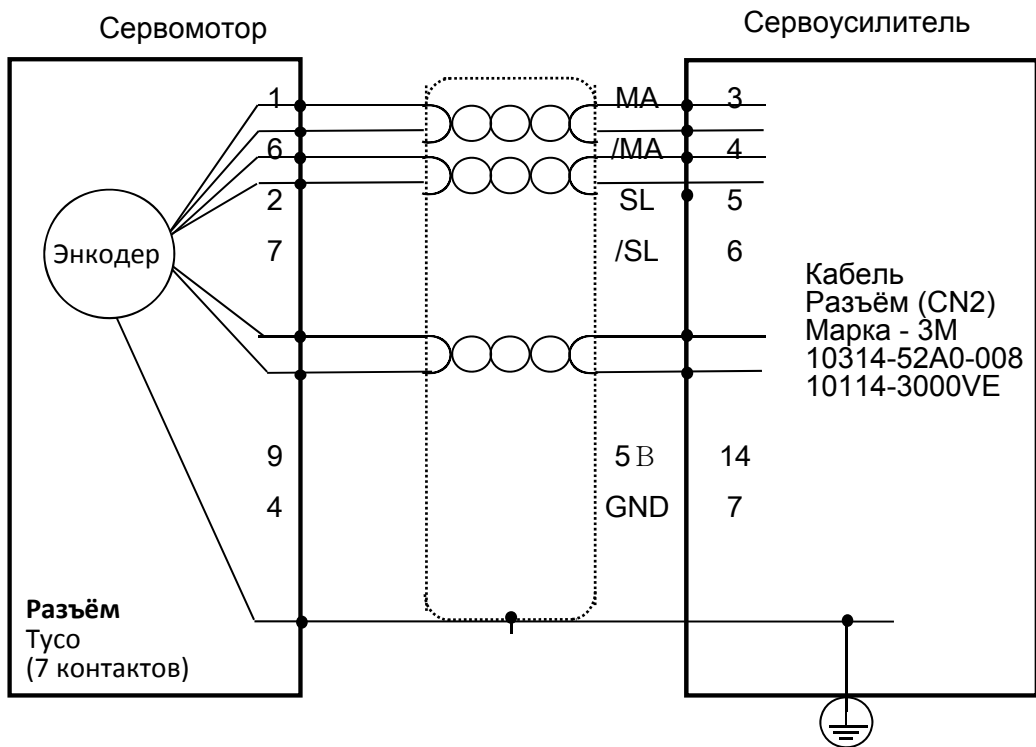 Сервомотор
Сервоусилитель
1 MA 3
6 /MA 4
2 SL 5
7 /SL 6
Энкодер
Кабель
Разъём (CN2)
Марка - 3M
10314-52A0-008
10114-3000VE
9 5 В 14
4 GND 7
Разъём
Tyco
(7 контактов)